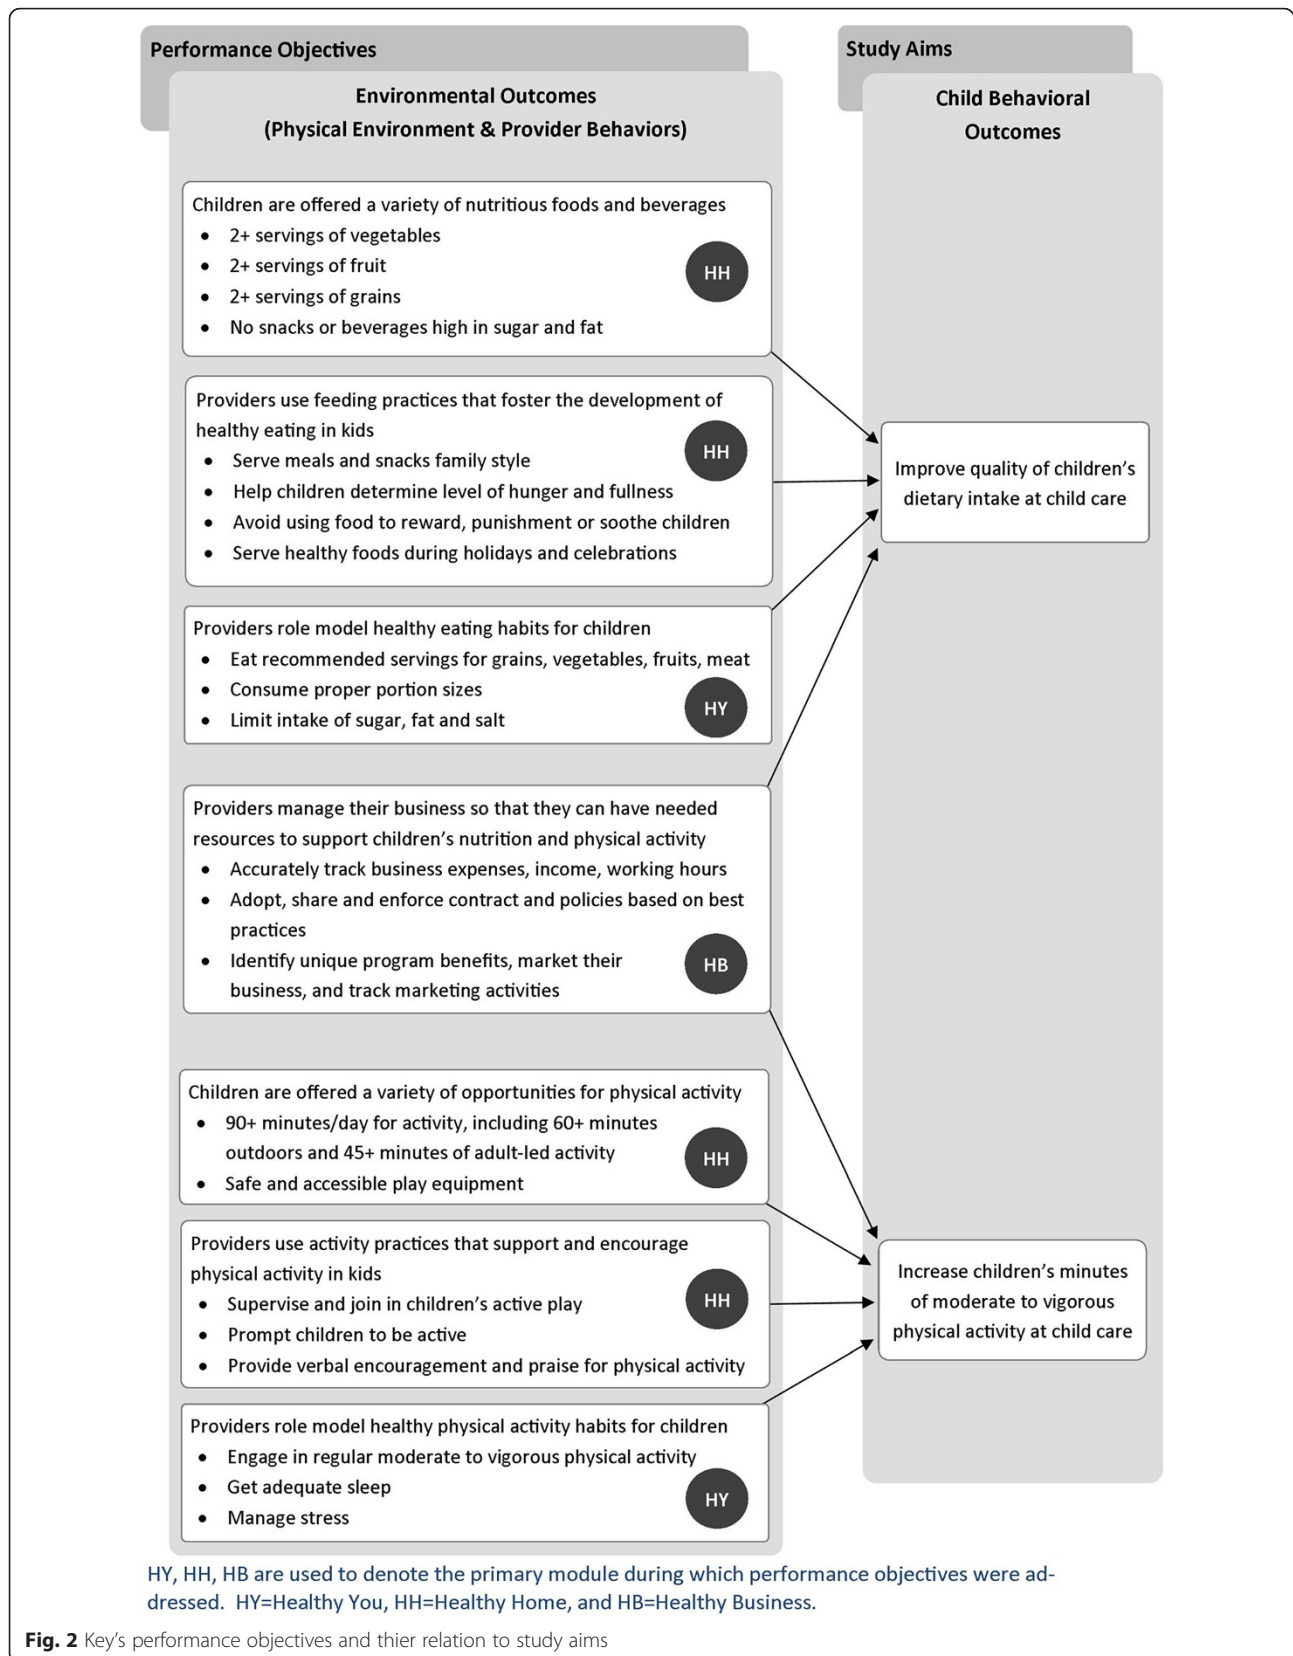 Performance Objectives
Environmental Outcomes
(Physical Environment & Provider Behaviors)
Children are offered a variety of nutritious foods and beverages
• 2+ servings of vegetables
• 2+ servings of fruit
• 2+ servings of grains
• No snacks or beverages high in sugar and fat
HH
Providers use feeding practices that foster the development of
healthy eating in kids
• Serve meals and snacks family style
• Help children determine level of hunger and fullness
• Avoid using food to reward, punishment or soothe children
• Serve healthy foods during holidays and celebrations
HH
Providers role model healthy eating habits for children
• Eat recommended servings for grains, vegetables, fruits, meat
• Consume proper portion sizes
• Limit intake of sugar, fat and salt
HY
Providers manage their business so that they can have needed
resources to support children's nutrition and physical activity
• Accurately track business expenses, income, working hours
• Adopt, share and enforce contract and policies based on best
practices
• Identify unique program benefits, market their
business, and track marketing activities
HB
Children are offered a variety of opportunities for physical activity
• 90+ minutes/day for activity, including 60+ minutes
outdoors and 45+ minutes of adult-led activity
• Safe and accessible play equipment
HH
Providers use activity practices that support and encourage
physical activity in kids
• Supervise and join in children's active play
• Prompt children to be active
• Provide verbal encouragement and praise for physical activity
HH
Providers role model healthy physical activity habits for children
• Engage in regular moderate to vigorous physical activity
• Get adequate sleep
• Manage stress
HY
Study Aims
Child Behavioral
Outcomes
Improve quality of children's
dietary intake at child care
Increase children's minutes
of moderate to vigorous
physical activity at child care
HY, HH, HB are used to denote the primary module during which performance objectives were ad-
dressed. HY=Healthy You, HH=Healthy Home, and HB=Healthy Business.
Fig. 2 Key's performance objectives and thier relation to study aims